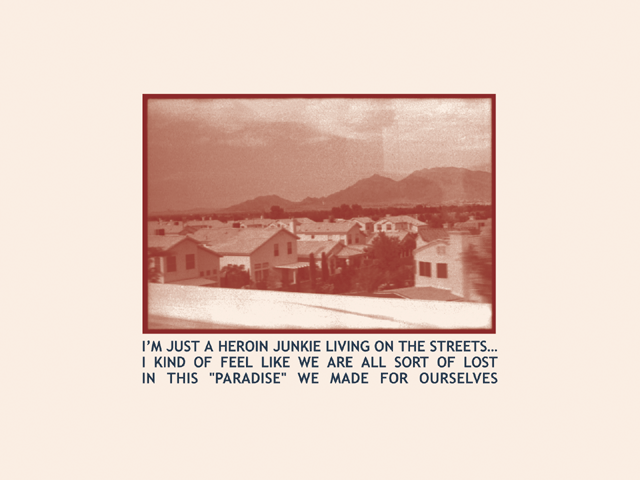 I'M JUST A HEROIN JUNKIE LIVING ON THE STREETS...
I KIND OF FEEL LIKE WE ARE ALL SORT OF LOST
IN THIS "PARADISE" WE MADE FOR OURSELVES